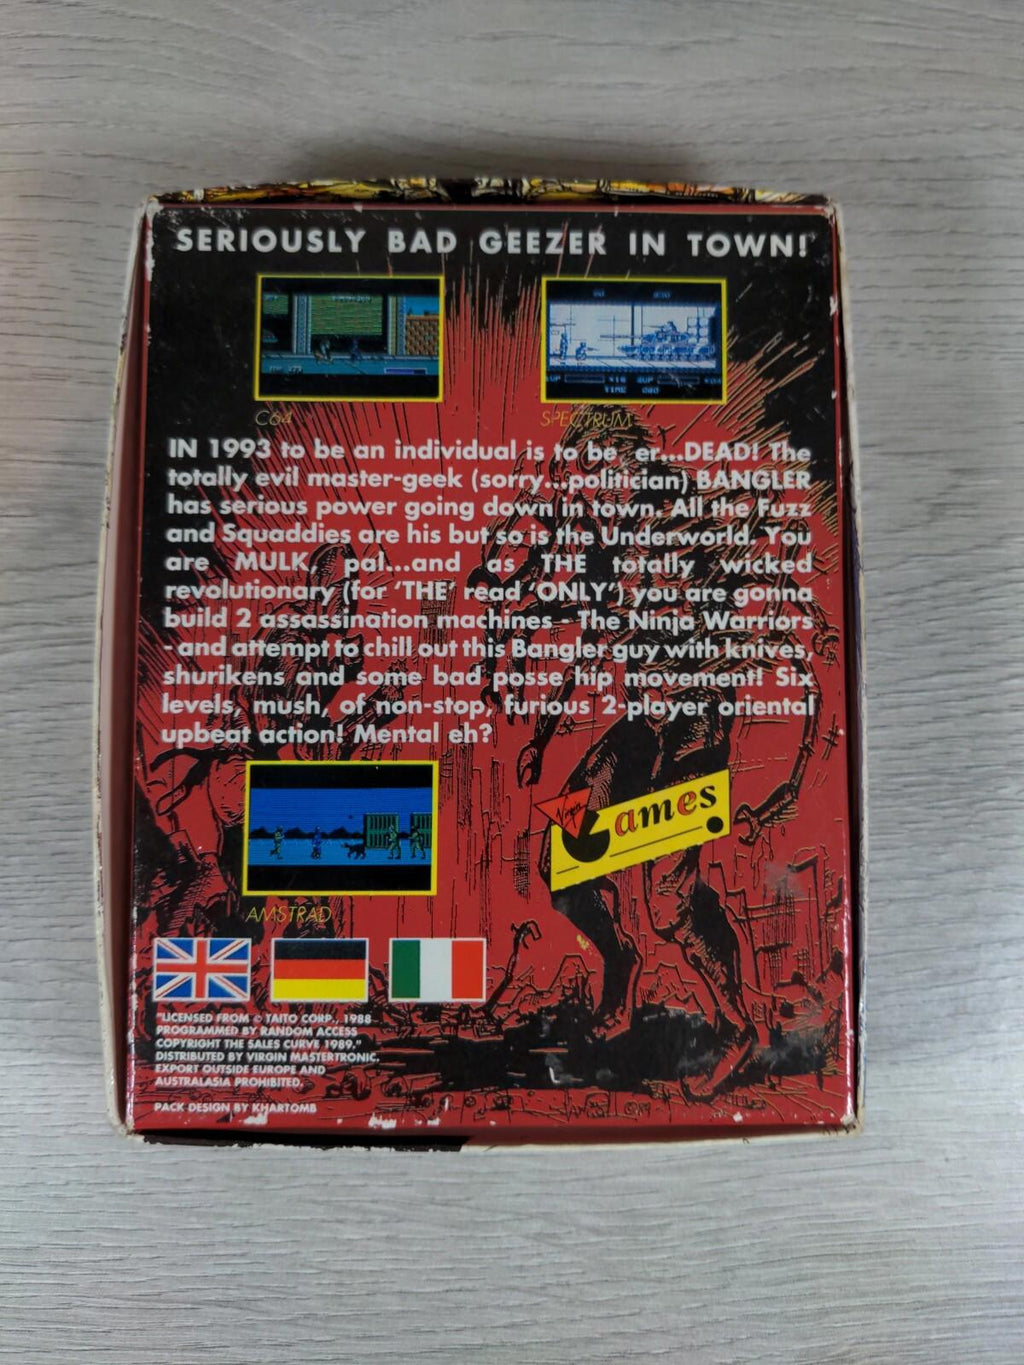 SERIOUSLY BAD GEEZER IN TOWN!
C64
SPECTRUM
IN 1993 to be an individual is to be er...DEAD! The
totally evil master-geek (sorry...politician) BANGLER
has serious power going down in town. All the Fuzz
and Squaddies are his but so is the Underworld. You
are MULK, pal...and as THE totally wicked
revolutionary (for 'THE' read 'ONLY') you are gonna
build 2 assassination machines - The Ninja Warriors
- and attempt to chill out this Bangler guy with knives,
shurikens and some bad posse hip movement! Six
levels, mush, of non-stop, furious 2-player oriental
upbeat action! Mental eh?
Virgin
Games
AMSTRAD
"LICENSED FROM © TAITO CORP., 1988
PROGRAMMED BY RANDOM ACCESS
COPYRIGHT THE SALES CURVE 1989."
DISTRIBUTED BY VIRGIN MASTERTRONIC.
EXPORT OUTSIDE EUROPE AND
AUSTRALASIA PROHIBITED.
PACK DESIGN BY KHARTOMB